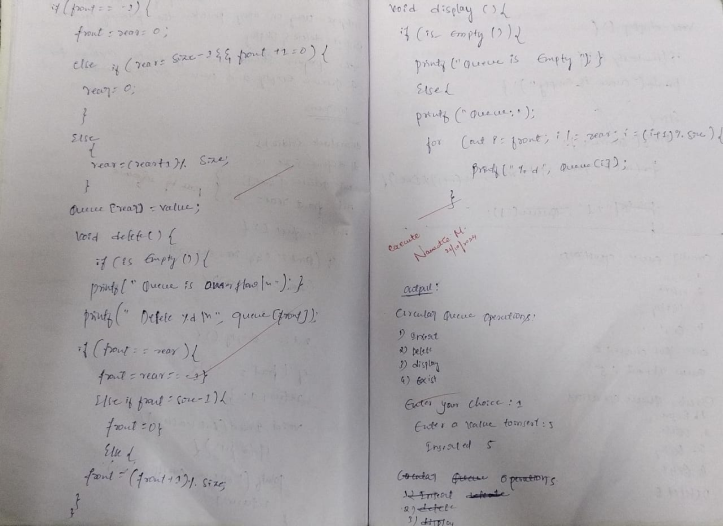 if (front == -1) {
front = rear = 0;
else if (rear = size-1 && front +1=0) {
rear = 0;
}
Else
{
rear = (rear+1) % Size;
}
Queue [rear] = value;
void delete() {
if (is Empty ()) {
printf(" Queue is \n"); }
printf(" Delete %d \n", queue [front]);
if (front == rear) {
front = rear = -1}
Else if front = size-1) {
front = 0}
Else {
front = (front+1) % size;
}
}
void display () {
if (is empty ()) {
printf ("Queue is Empty "); }
Else {
printf ("Queue: ");
for (int i = front; i != rear; i = (i+1) % size) {
printf (" %d", Queue [i]);
}
execute
Namitha M.
output:
Circular Queue operations:
1) Insert
2) Delete
3) display
4) Exist
Enter your choice : 1
Enter a value to insert : 5
Inserted 5
Circular Queue operations
1) Insert
2) delete
3) display